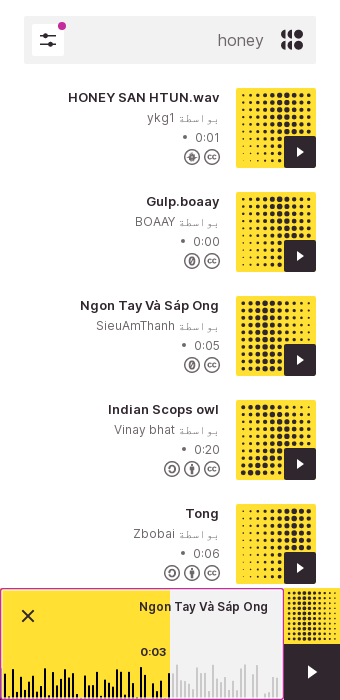 honey
HONEY SAN HTUN.wav
بواسطة ykg1
0:01 •
Gulp.boaay
بواسطة BOAAY
0:00 •
Ngon Tay Và Sáp Ong
بواسطة SieuAmThanh
0:05 •
Indian Scops owl
بواسطة Vinay bhat
0:20 •
Tong
بواسطة Zbobai
0:06 •
Ngon Tay Và Sáp Ong
0:03